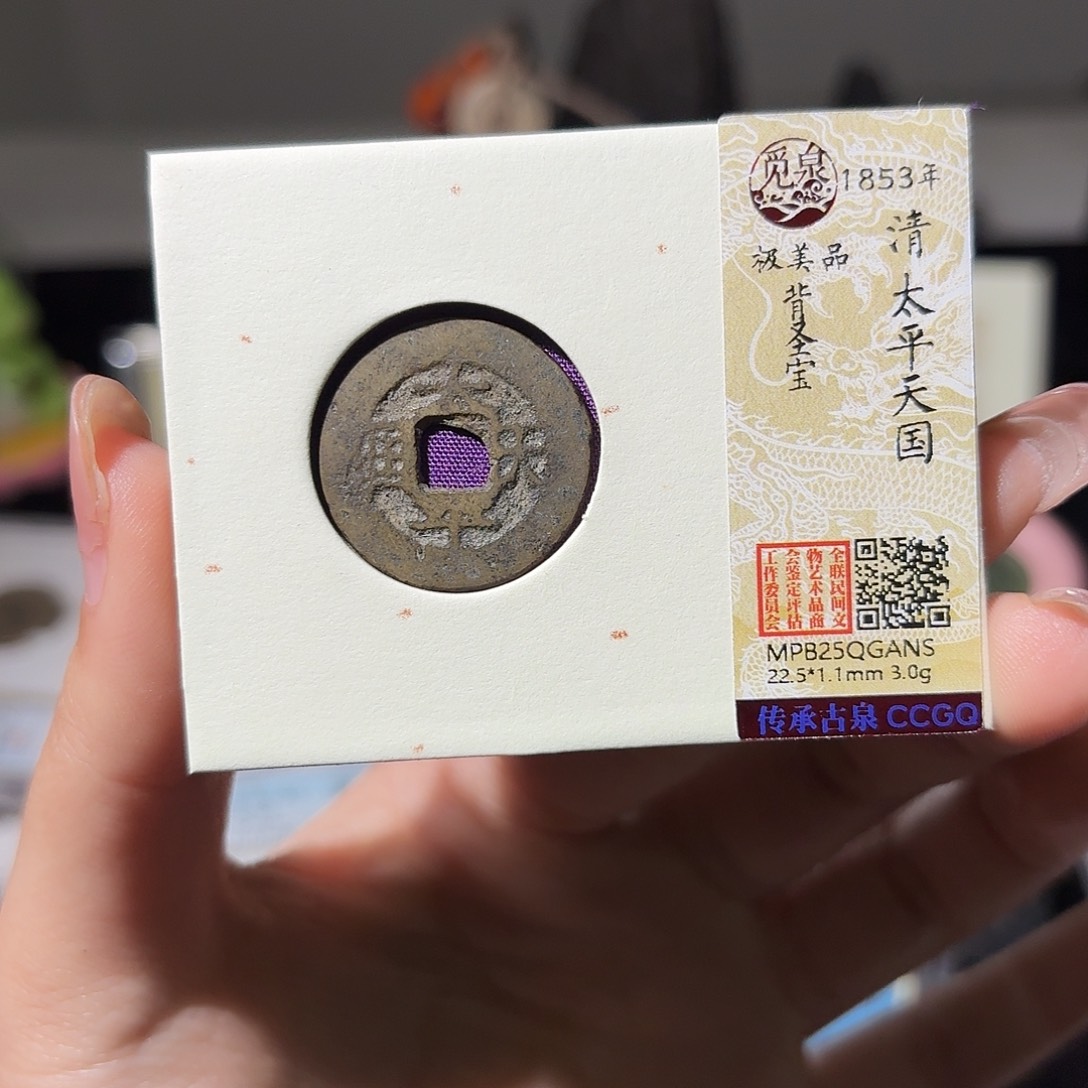 觅泉
1853年
清太平天国
极美品
背圣宝
全联民间文
物艺术品商
会鉴定评估
工作委员会
MPB25QGANS
22.5*1.1mm 3.0g
传承古泉 CCGQ